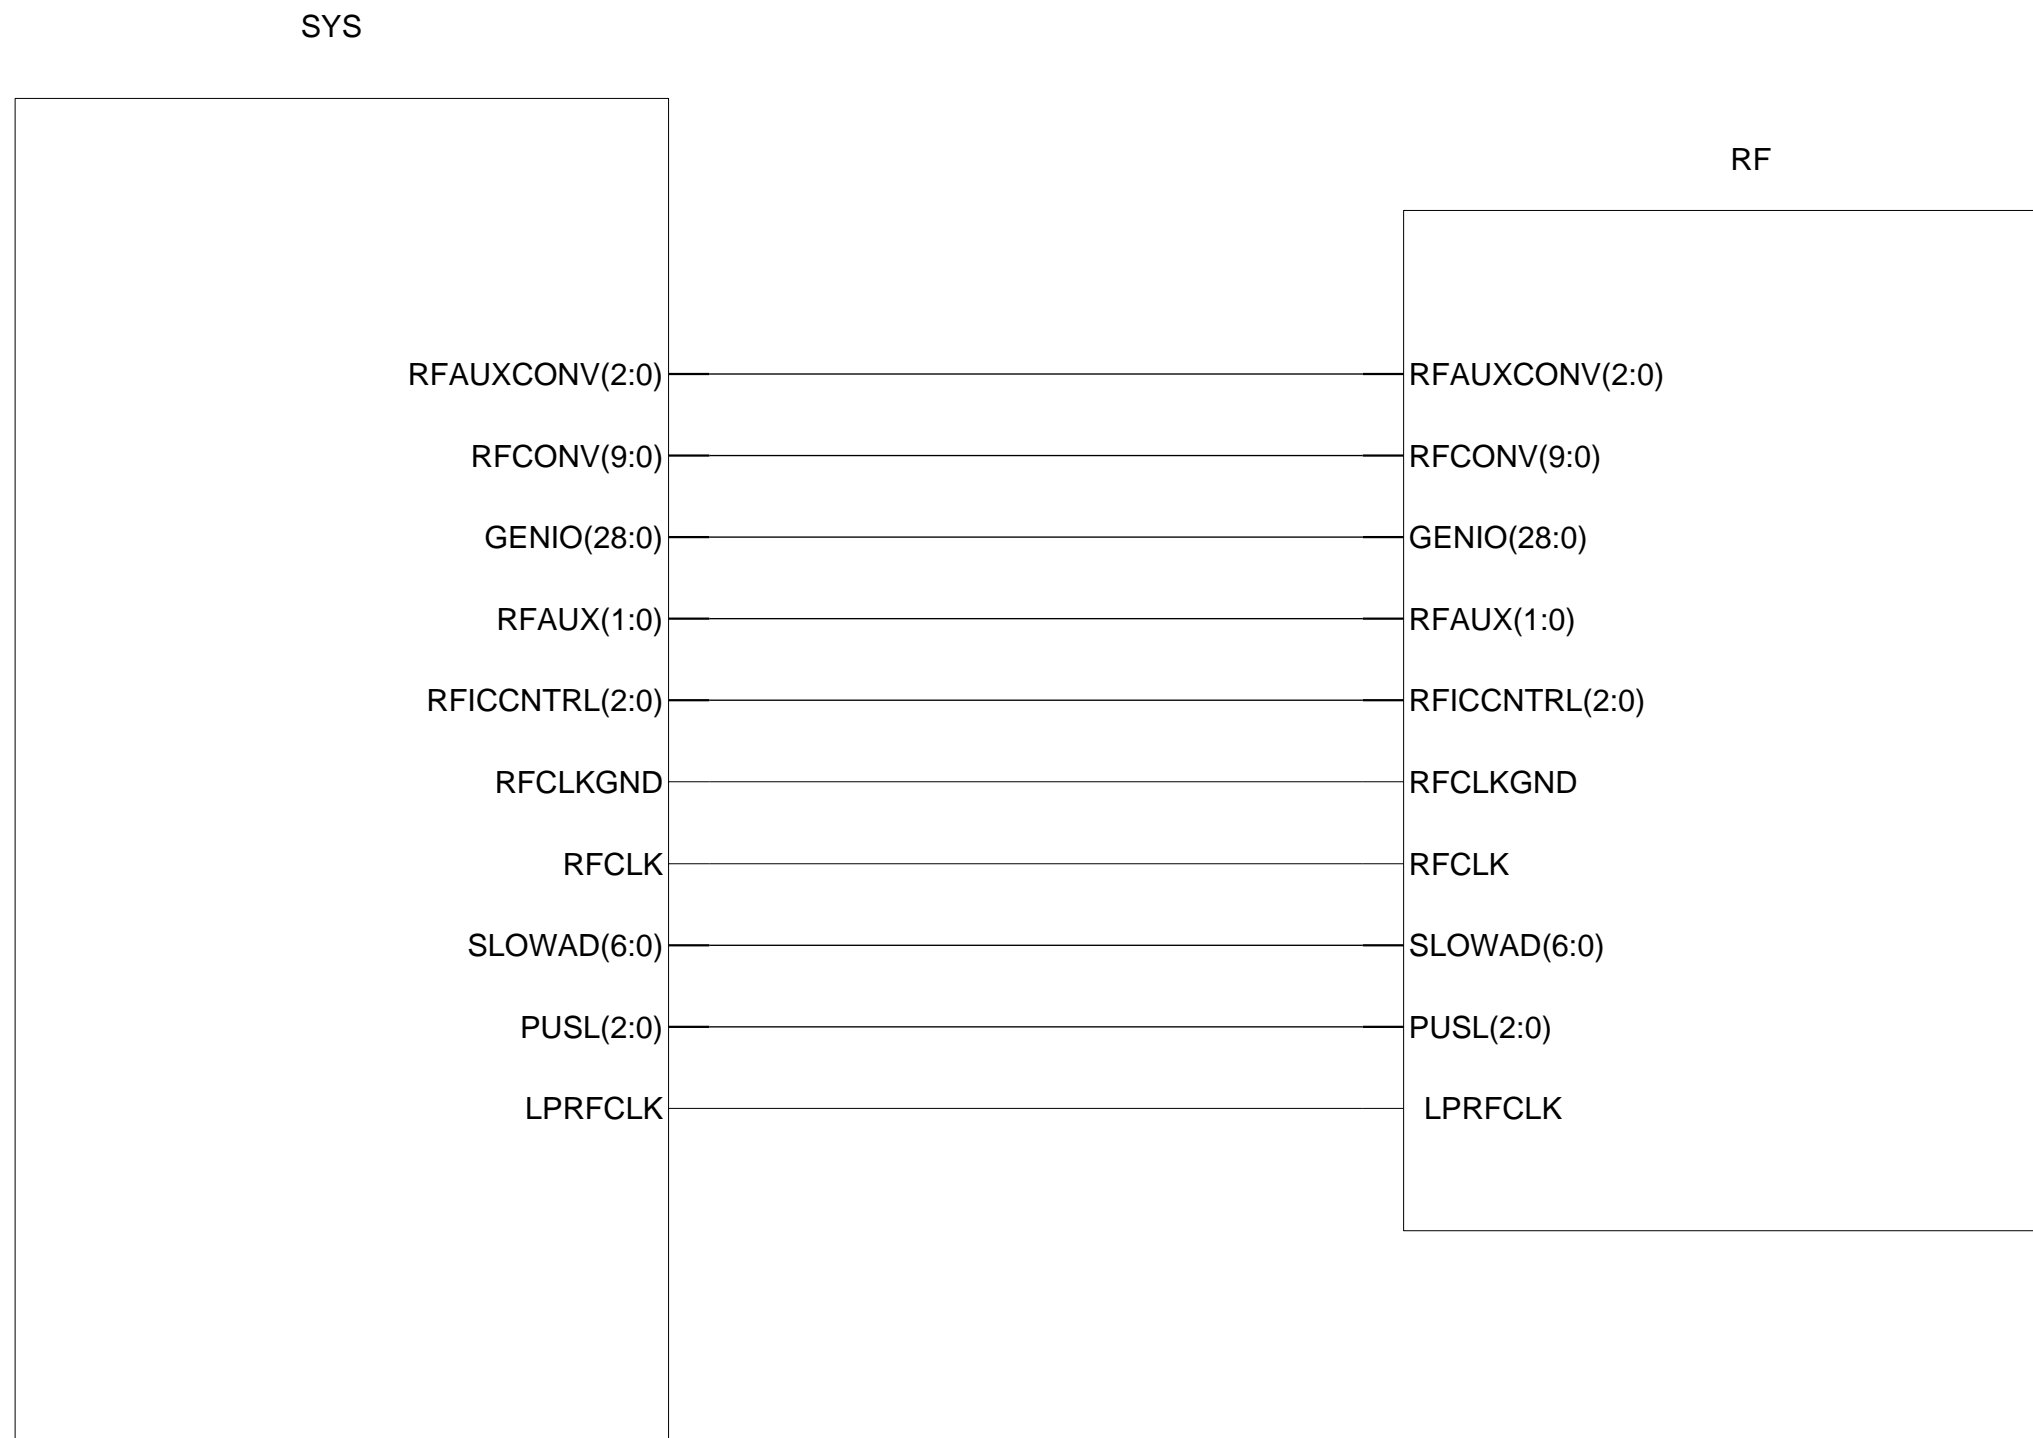 SYS
RF
RFAUXCONV(2:0) RFAUXCONV(2:0)
RFCONV(9:0) RFCONV(9:0)
GENIO(28:0) GENIO(28:0)
RFAUX(1:0) RFAUX(1:0)
RFICCNTRL(2:0) RFICCNTRL(2:0)
RFCLKGND RFCLKGND
RFCLK RFCLK
SLOWAD(6:0) SLOWAD(6:0)
PUSL(2:0) PUSL(2:0)
LPRFCLK LPRFCLK